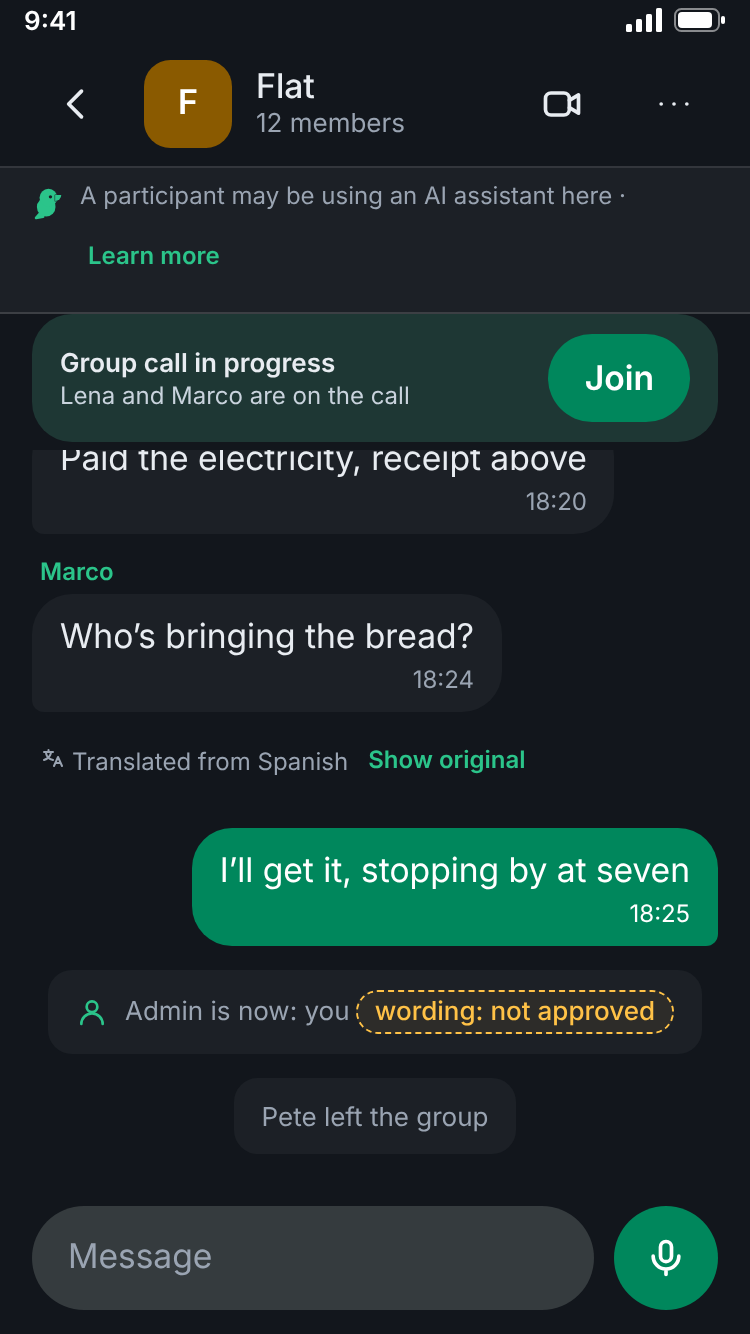 9:41
F
Flat
12 members
A participant may be using an AI assistant here ·
Learn more
Group call in progress
Lena and Marco are on the call
Join
Paid the electricity, receipt above
18:20
Marco
Who’s bringing the bread?
18:24
Translated from Spanish Show original
I’ll get it, stopping by at seven
18:25
Admin is now: you wording: not approved
Pete left the group
Message